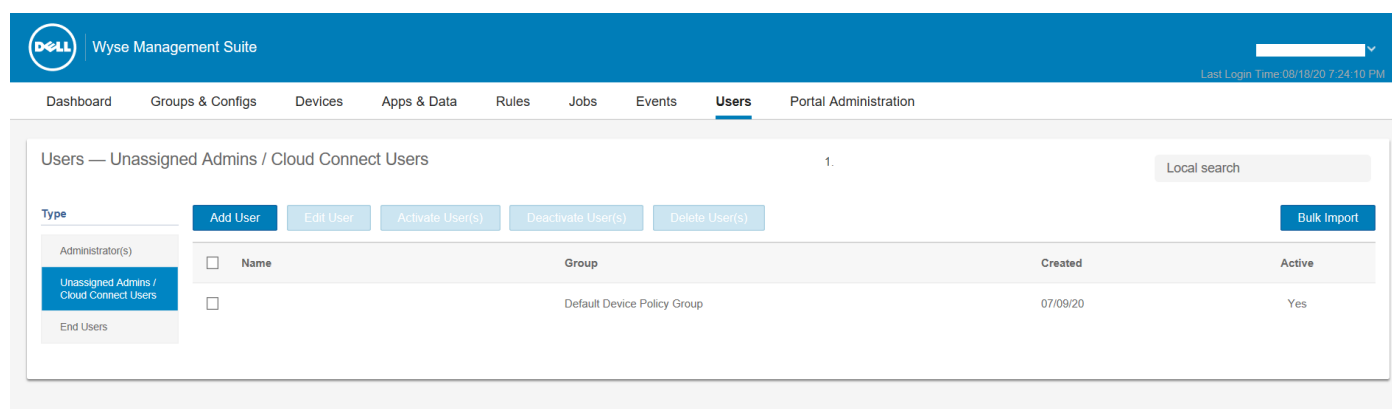 DELL Wyse Management Suite
Last Login Time:08/18/20 7:24:10 PM
Dashboard Groups & Configs Devices Apps & Data Rules Jobs Events Users Portal Administration
Users — Unassigned Admins / Cloud Connect Users 1. Local search
Type
Add User Edit User Activate User(s) Deactivate User(s) Delete User(s) Bulk Import
Administrator(s)
Name Group Created Active
Unassigned Admins /
Cloud Connect Users
Default Device Policy Group 07/09/20 Yes
End Users